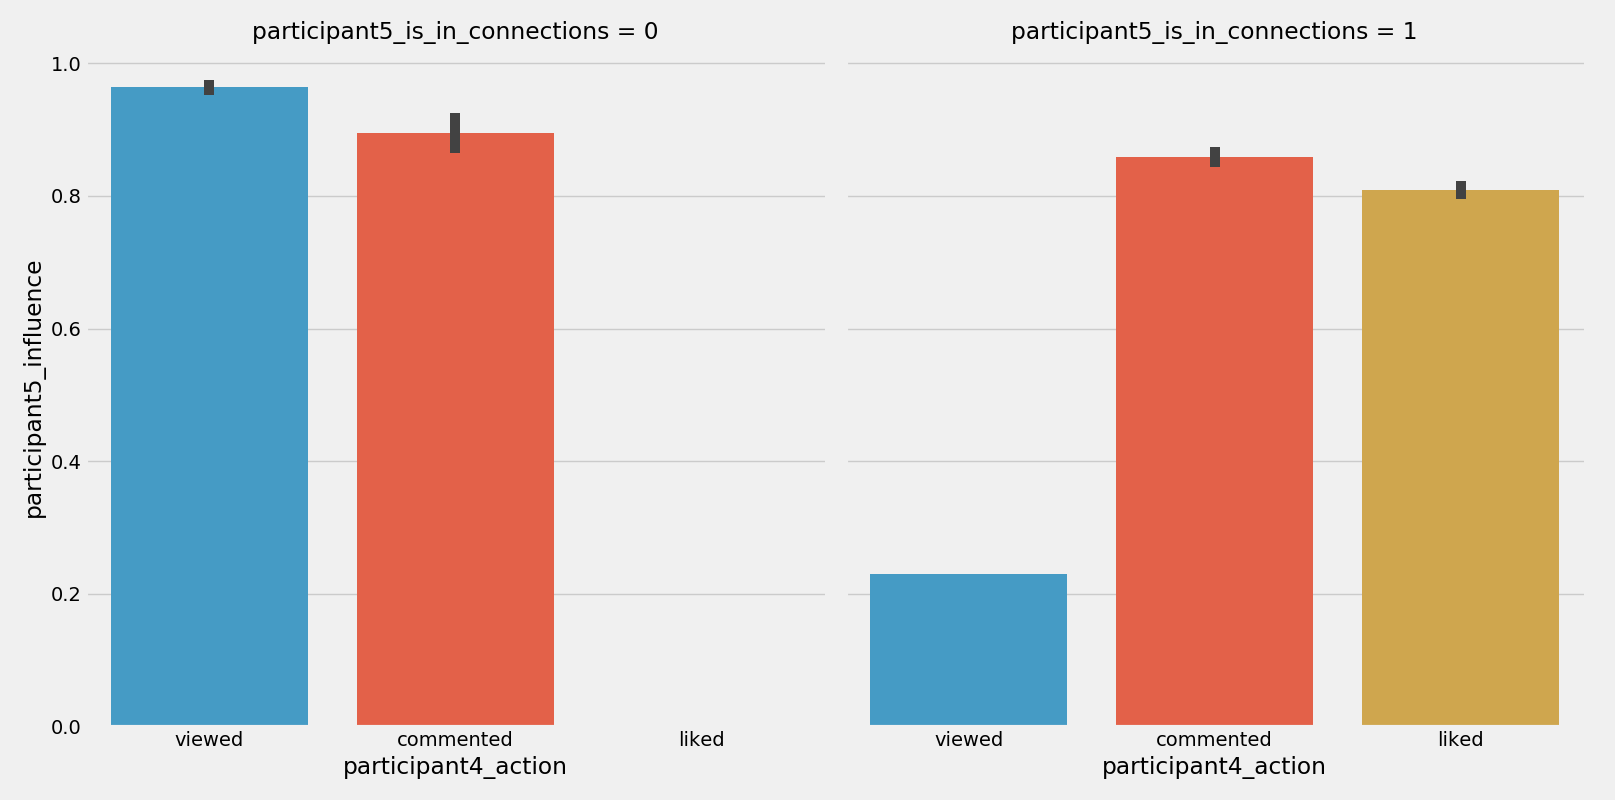 participant5_is_in_connections = 0
participant5_is_in_connections = 1
participant5_influence
1.0
0.8
0.6
0.4
0.2
0.0
viewed
commented
liked
viewed
commented
liked
participant4_action
participant4_action